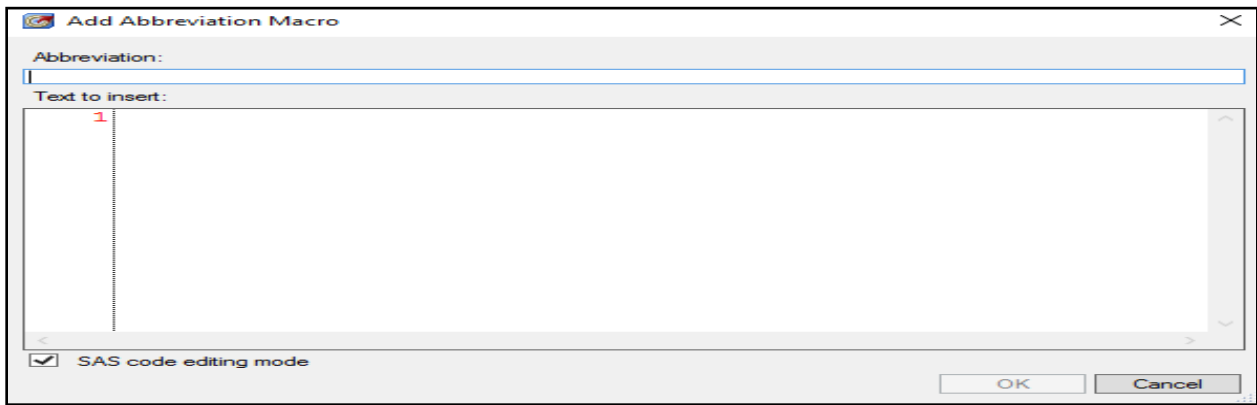 Add Abbreviation Macro
Abbreviation:
Text to insert:
1
SAS code editing mode
OK Cancel